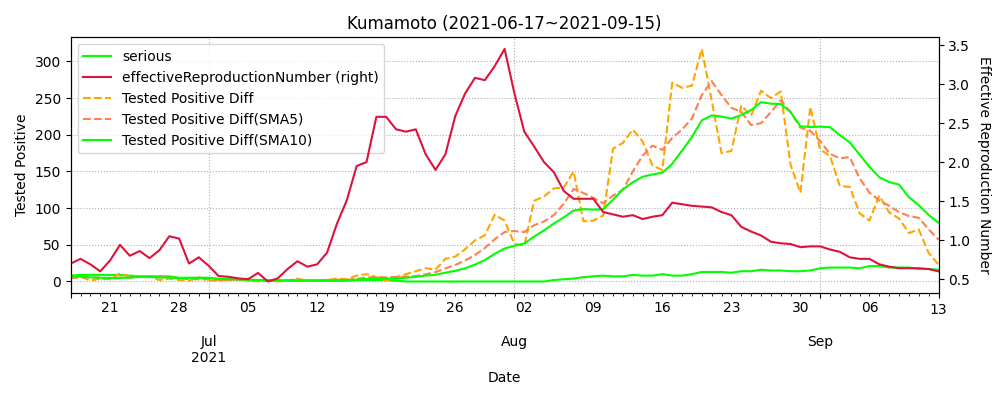 Kumamoto (2021-06-17~2021-09-15)
serious
effectiveReproductionNumber (right)
Tested Positive Diff
Tested Positive Diff(SMA5)
Tested Positive Diff(SMA10)
Tested Positive
300
250
200
150
100
50
0
3.5
3.0
2.5
2.0
1.5
1.0
0.5
Effective Reproduction Number
21 28 05 12 19 26 02 09 16 23 30 06 13
Jul Aug Sep
2021
Date